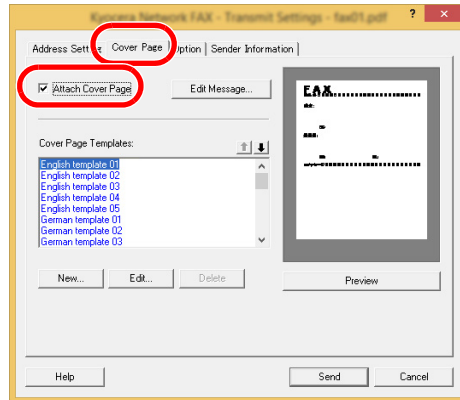 Kyocera Network FAX - Transmit Settings - fax01.pdf ? ×
Address Setting Cover Page Option Sender Information
Attach Cover Page Edit Message...
FAX
Cover Page Templates:
English template 01
English template 02
English template 03
English template 04
English template 05
German template 01
German template 02
German template 03
New... Edit... Delete Preview
Help Send Cancel